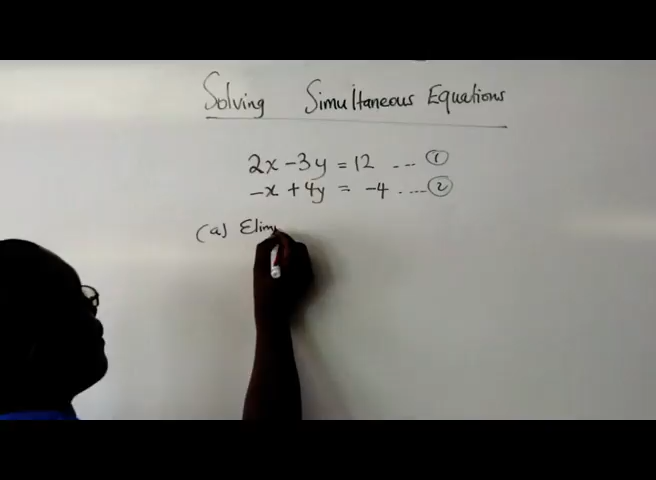 Solving Simultaneous Equations
2x - 3y = 12 ... ①
-x + 4y = -4 ..... ②
(a) Elim